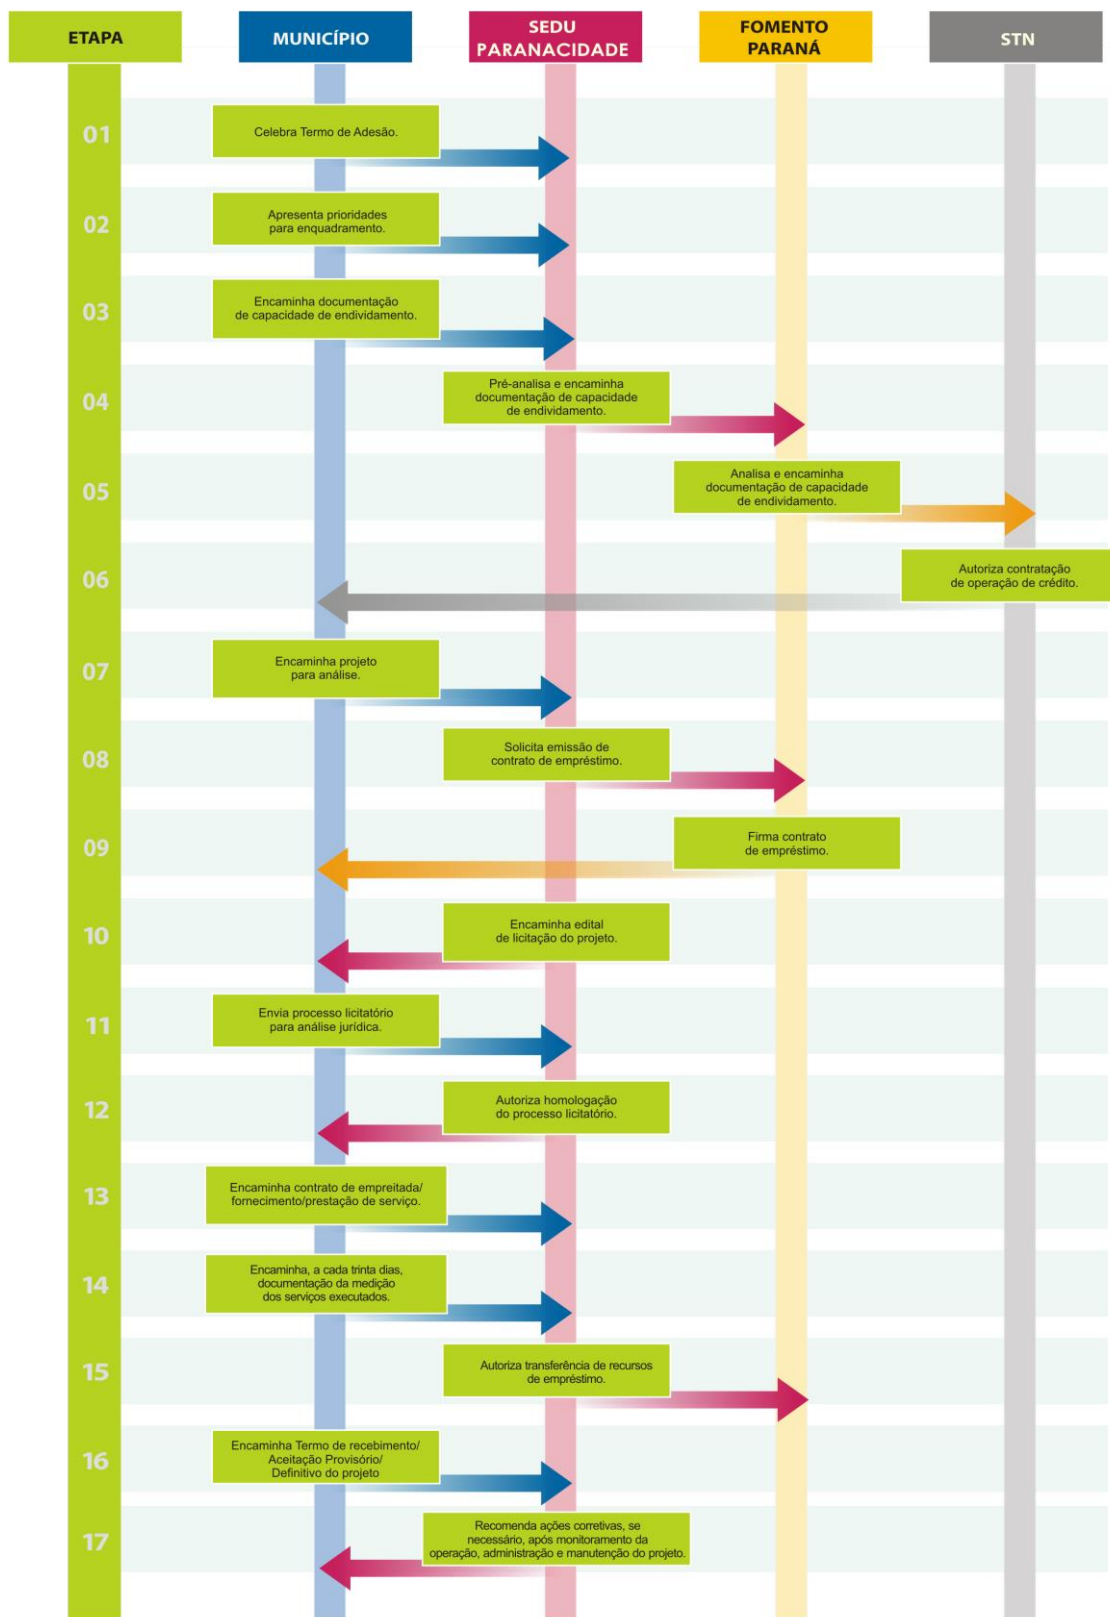 ETAPA
MUNICÍPIO
SEDU
PARANACIDADE
FOMENTO
PARANÁ
STN
01
Celebra Termo de Adesão.
02
Apresenta prioridades
para enquadramento.
03
Encaminha documentação
de capacidade de endividamento.
04
Pré-analisa e encaminha
documentação de capacidade
de endividamento.
05
Analisa e encaminha
documentação de capacidade
de endividamento.
06
Autoriza contratação
de operação de crédito.
07
Encaminha projeto
para análise.
08
Solicita emissão de
contrato de empréstimo.
09
Firma contrato
de empréstimo.
10
Encaminha edital
de licitação do projeto.
11
Envia processo licitatório
para análise jurídica.
12
Autoriza homologação
do processo licitatório.
13
Encaminha contrato de empreitada/
fornecimento/prestação de serviço.
14
Encaminha, a cada trinta dias,
documentação da medição
dos serviços executados.
15
Autoriza transferência de recursos
de empréstimo.
16
Encaminha Termo de recebimento/
Aceitação Provisório/
Definitivo do projeto
17
Recomenda ações corretivas, se
necessário, após monitoramento da
operação, administração e manutenção do projeto.